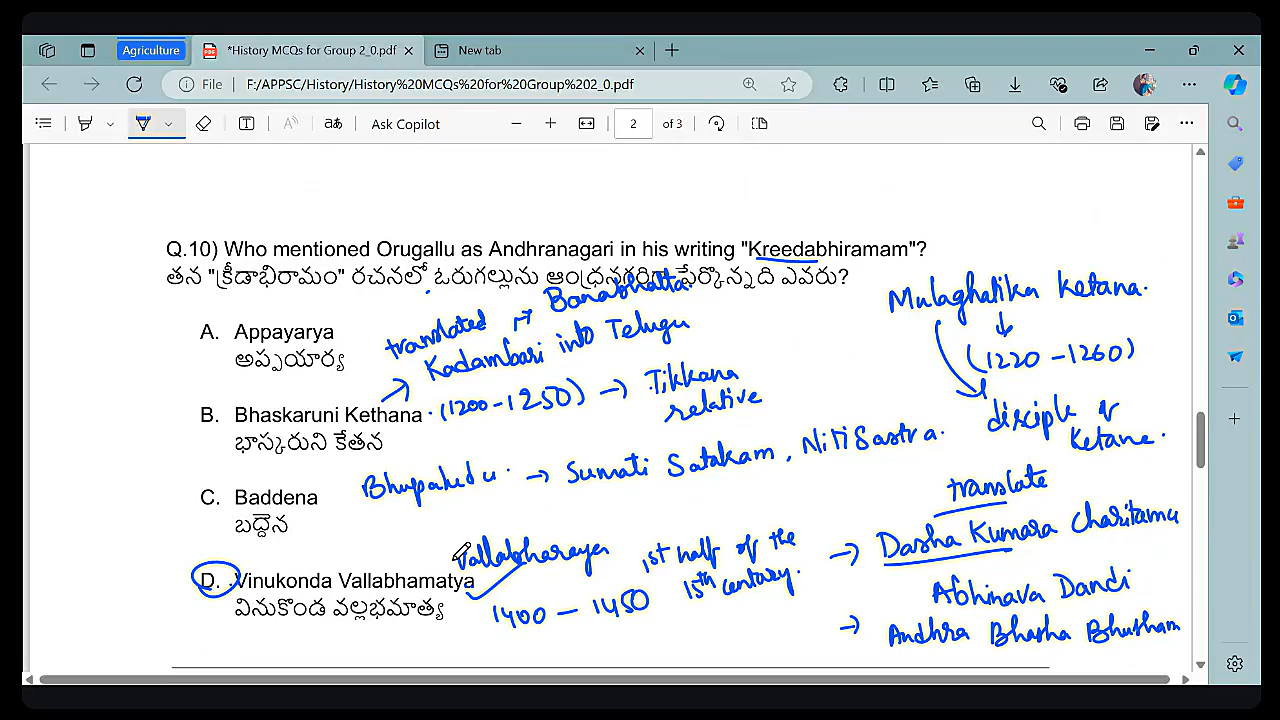 Agriculture
*History MCQs for Group 2_0.pdf
New tab
File
F:/APPSC/History/History%20MCQs%20for%20Group%202_0.pdf
Ask Copilot
2
of 3
Q.10) Who mentioned Orugallu as Andhranagari in his writing "Kreedabhiramam"?
తన "క్రీడాభిరామం" రచనలో ఓరుగల్లును ఆంధ్రనగరిగా పేర్కొన్నది ఎవరు?
Banabhatta
Mulaghatika Ketana.
A. Appayarya
translated
అప్పయార్య
Kadambari into Telugu
(1220-1260)
B. Bhaskaruni Kethana
(1200-1250) → Tikkana
relative
భాస్కరుని కేతన
disciple of
Ketana.
Bhupaludu → Sumati Satakam, NitiSastra.
C. Baddena
translate
బద్దెన
→ Dasha Kumara Charitamu
Vallabharaya
1st half of the
15th century.
D. Vinukonda Vallabhamatya
1400 - 1450
Abhinava Dandi
వినుకొండ వల్లభమాత్య
→ Andhra Bhasha Bhusham